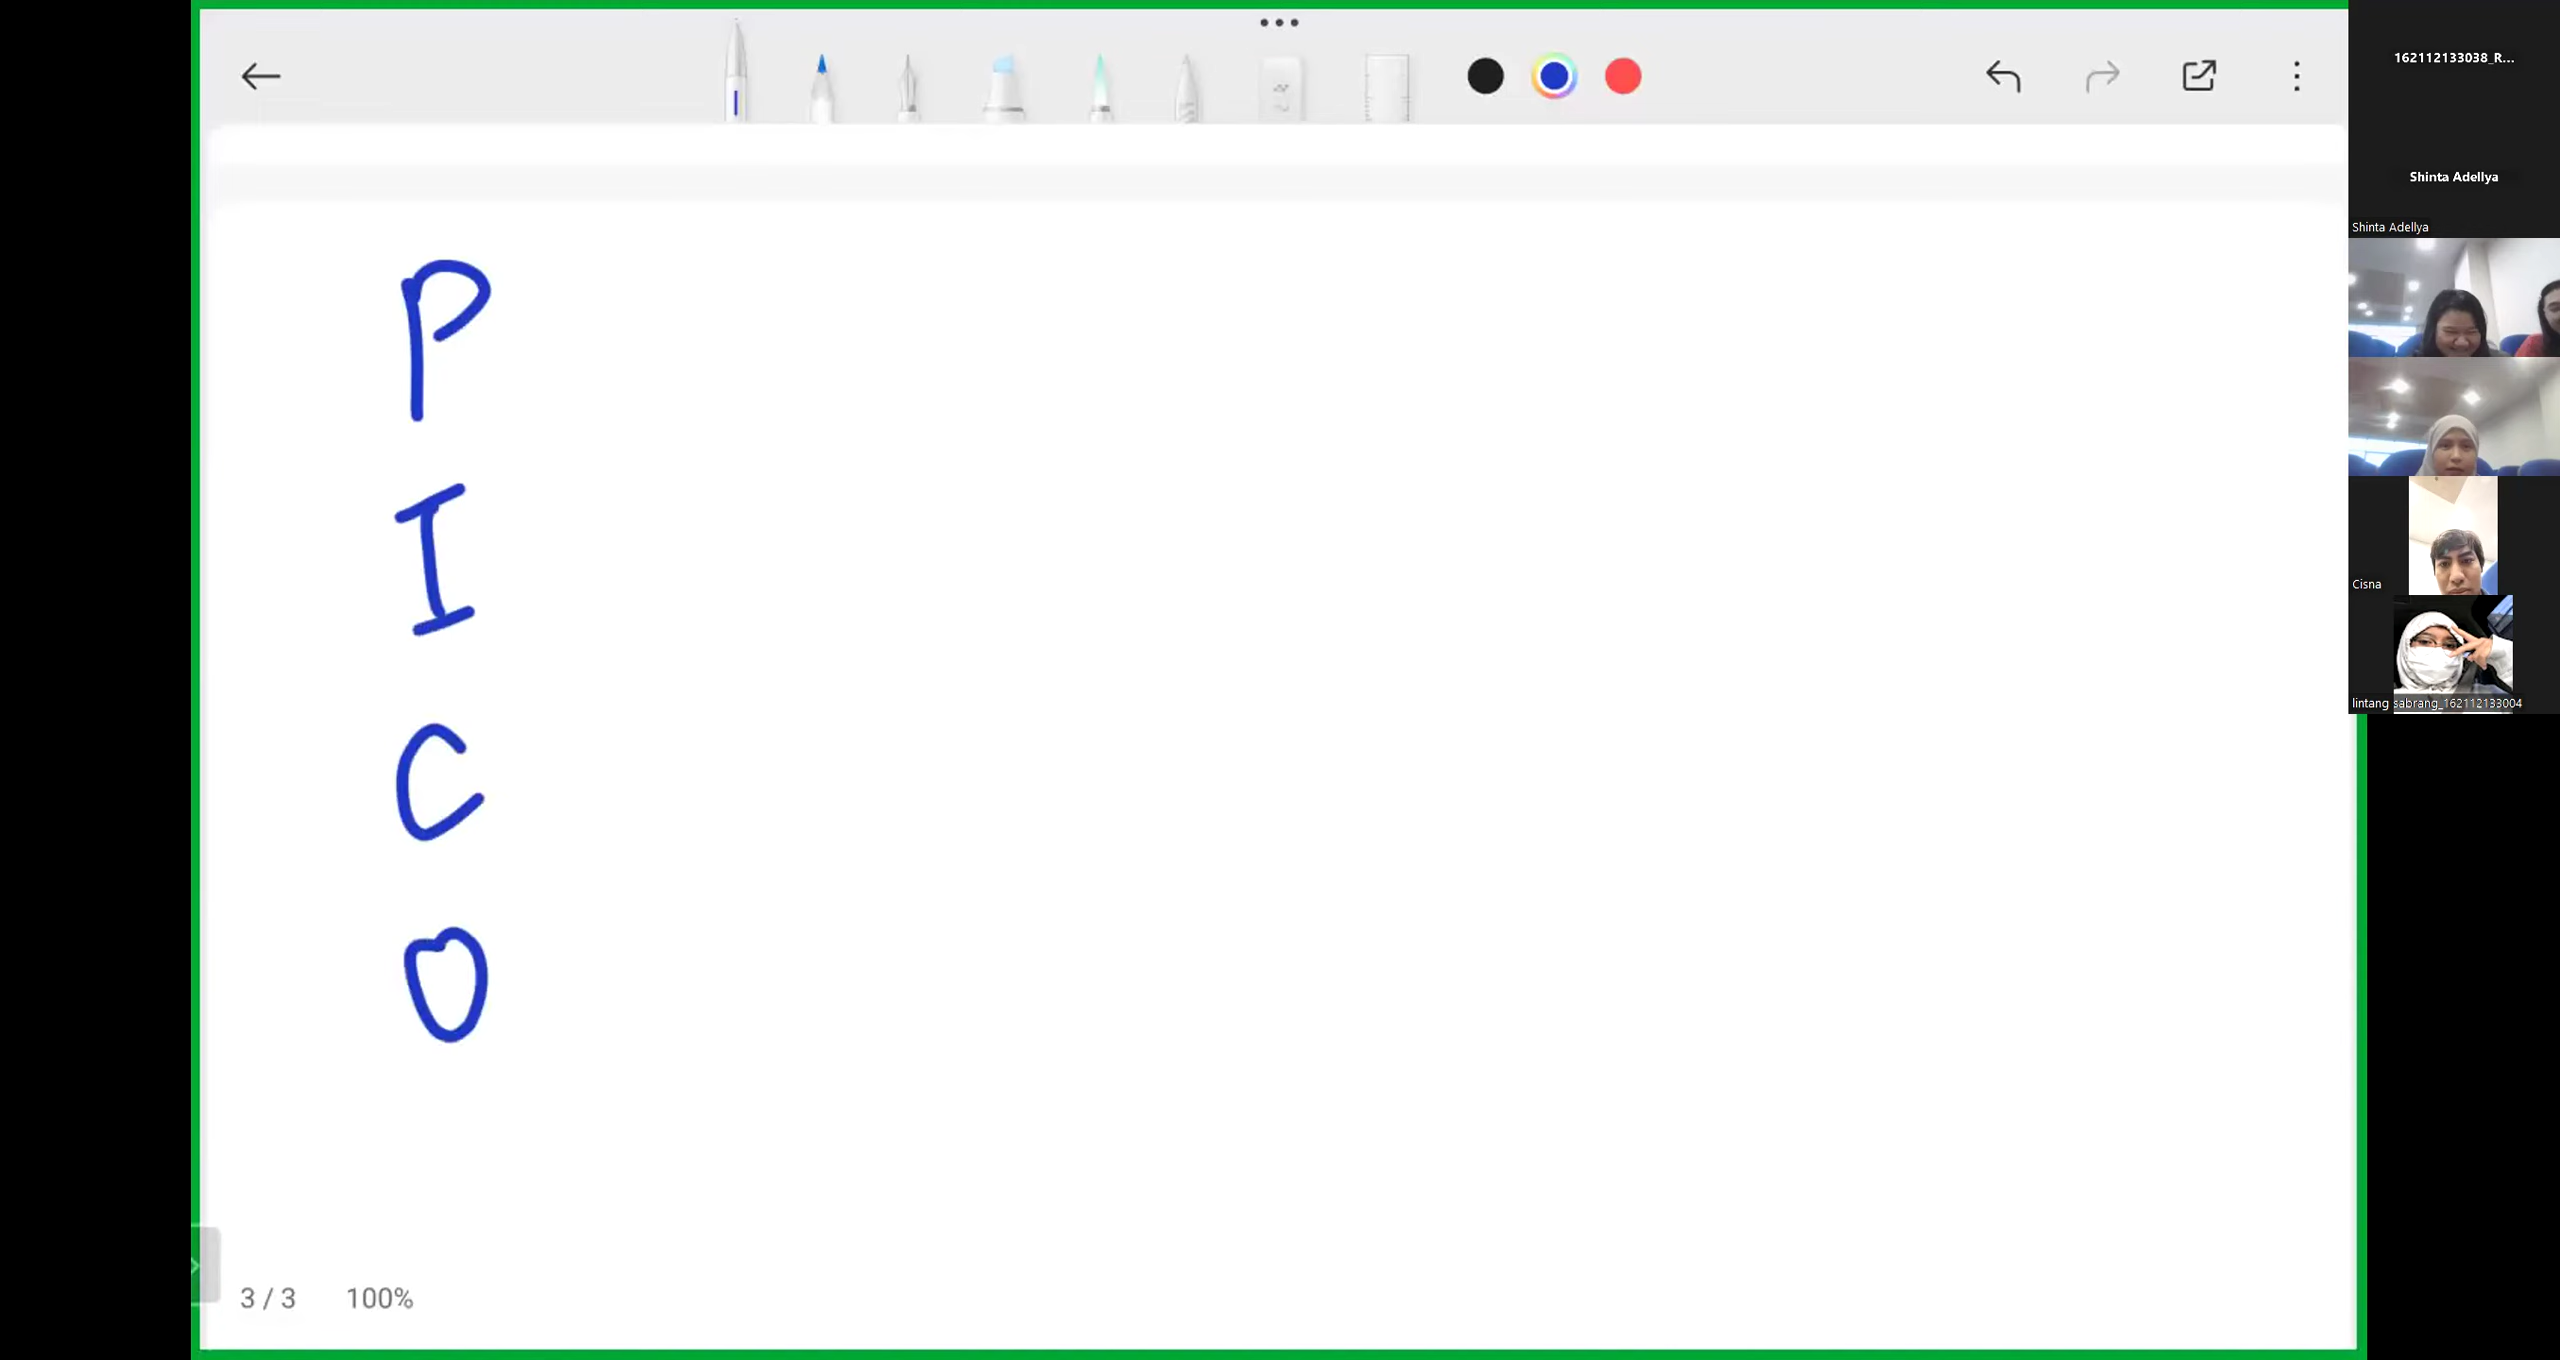 162112133038_R...
Shinta Adellya
Shinta Adellya
P
I
C
O
Cisna
lintang sabrang_162112133004
3 / 3
100%